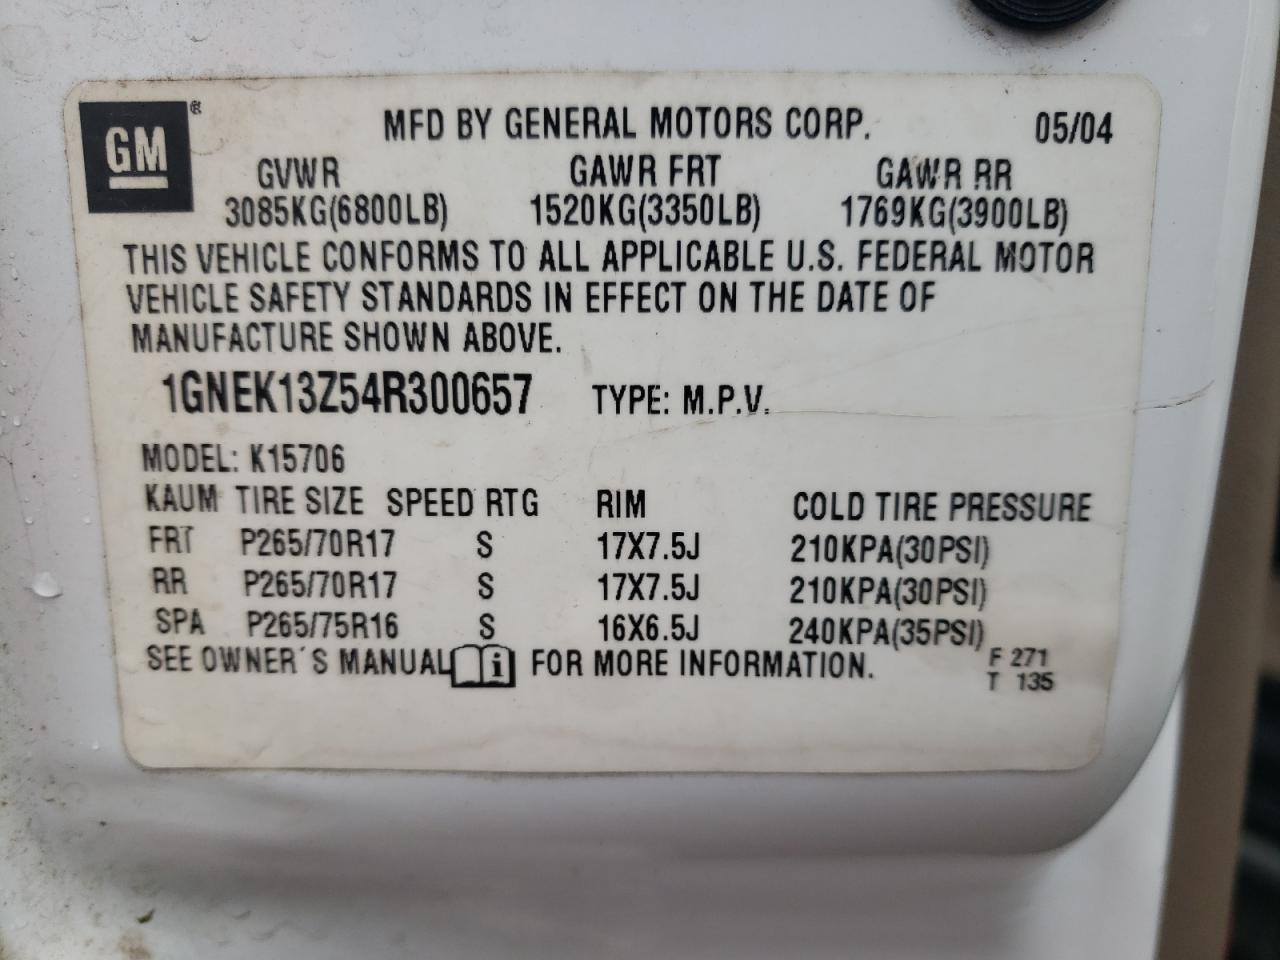 GM ®
MFD BY GENERAL MOTORS CORP. 05/04
GVWR GAWR FRT GAWR RR
3085KG(6800LB) 1520KG(3350LB) 1769KG(3900LB)
THIS VEHICLE CONFORMS TO ALL APPLICABLE U.S. FEDERAL MOTOR
VEHICLE SAFETY STANDARDS IN EFFECT ON THE DATE OF
MANUFACTURE SHOWN ABOVE.
1GNEK13Z54R300657 TYPE: M.P.V.
MODEL: K15706
KAUM TIRE SIZE SPEED RTG RIM COLD TIRE PRESSURE
FRT P265/70R17 S 17X7.5J 210KPA(30PSI)
RR P265/70R17 S 17X7.5J 210KPA(30PSI)
SPA P265/75R16 S 16X6.5J 240KPA(35PSI)
SEE OWNER'S MANUAL i FOR MORE INFORMATION.
F 271
T 135